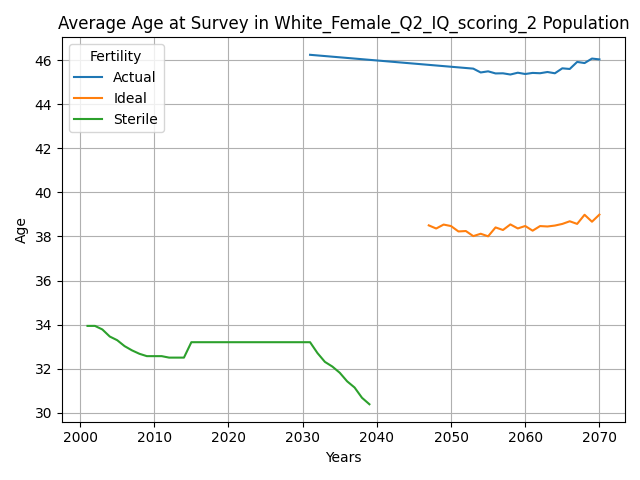 Average Age at Survey in White_Female_Q2_IQ_scoring_2 Population
Fertility
Actual
Ideal
Sterile
Age
46
44
42
40
38
36
34
32
30
2000 2010 2020 2030 2040 2050 2060 2070
Years